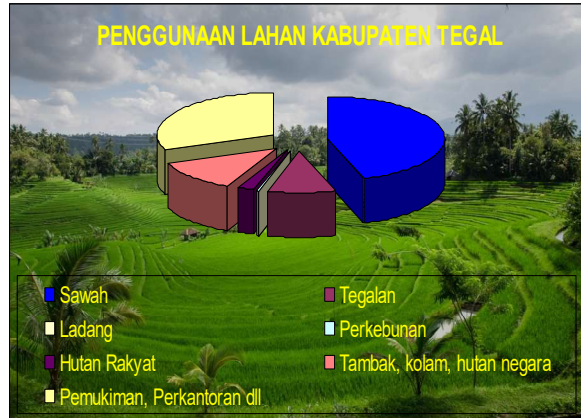 PENGGUNAAN LAHAN KABUPATEN TEGAL
Sawah
Tegalan
Ladang
Perkebunan
Hutan Rakyat
Tambak, kolam, hutan negara
Pemukiman, Perkantoran dll